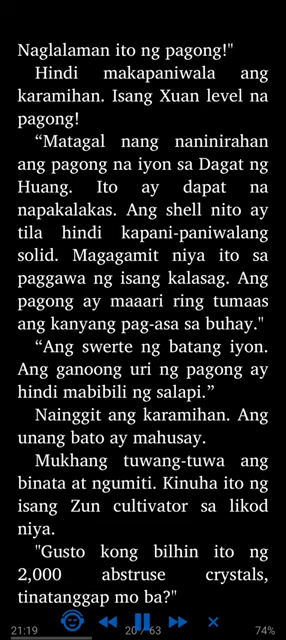 Naglalaman ito ng pagong!"
Hindi makapaniwala ang
karamihan. Isang Xuan level na
pagong!
“Matagal nang naninirahan
ang pagong na iyon sa Dagat ng
Huang. Ito ay dapat na
napakalakas. Ang shell nito ay
tila hindi kapani-paniwalang
solid. Magagamit niya ito sa
paggawa ng isang kalasag. Ang
pagong ay maaari ring tumaas
ang kanyang pag-asa sa buhay."
“Ang swerte ng batang iyon.
Ang ganoong uri ng pagong ay
hindi mabibili ng salapi.”
Nainggit ang karamihan. Ang
unang bato ay mahusay.
Mukhang tuwang-tuwa ang
binata at ngumiti. Kinuha ito ng
isang Zun cultivator sa likod
niya.
"Gusto kong bilhin ito ng
2,000 abstruse crystals,
tinatanggap mo ba?"
21:19 20 / 63 74%